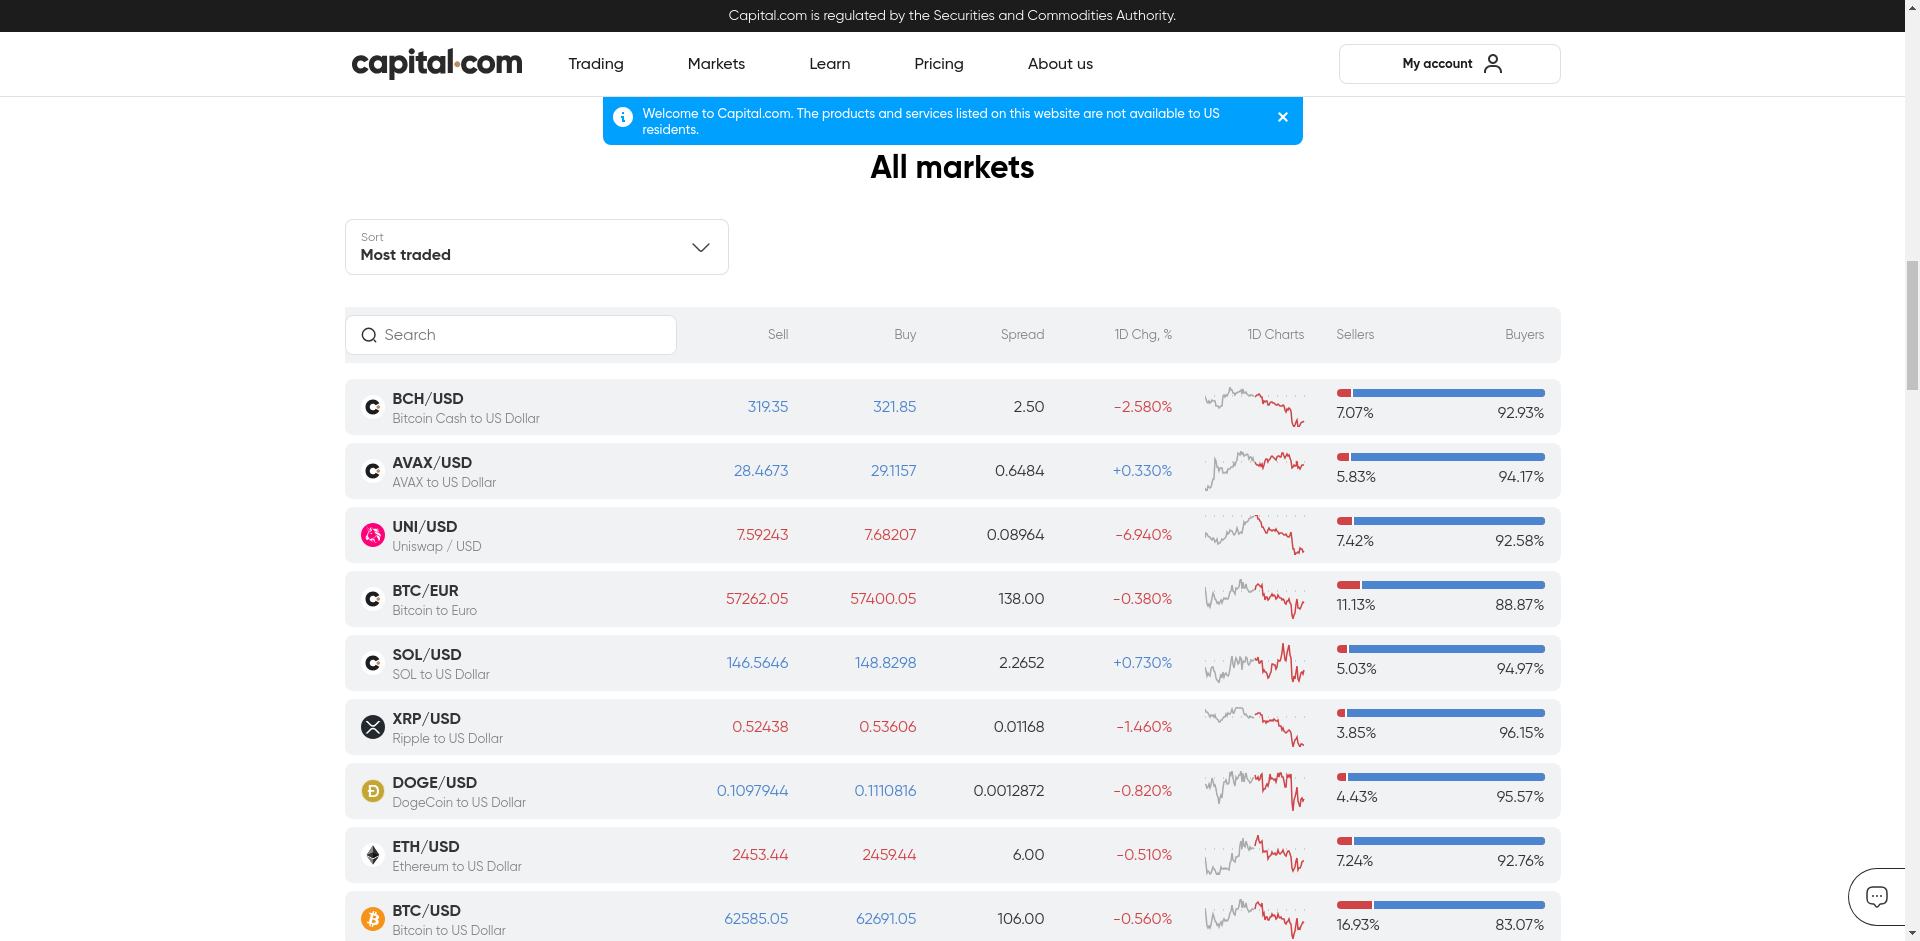 Capital.com is regulated by the Securities and Commodities Authority.
capital.com Trading Markets Learn Pricing About us My account
Welcome to Capital.com. The products and services listed on this website are not available to US
residents.
All markets
Sort
Most traded
Search Sell Buy Spread 1D Chg, % 1D Charts Sellers Buyers
BCH/USD
Bitcoin Cash to US Dollar
319.35 321.85 2.50 -2.580% 7.07% 92.93%
AVAX/USD
AVAX to US Dollar
28.4673 29.1157 0.6484 +0.330% 5.83% 94.17%
UNI/USD
Uniswap / USD
7.59243 7.68207 0.08964 -6.940% 7.42% 92.58%
BTC/EUR
Bitcoin to Euro
57262.05 57400.05 138.00 -0.380% 11.13% 88.87%
SOL/USD
SOL to US Dollar
146.5646 148.8298 2.2652 +0.730% 5.03% 94.97%
XRP/USD
Ripple to US Dollar
0.52438 0.53606 0.01168 -1.460% 3.85% 96.15%
DOGE/USD
DogeCoin to US Dollar
0.1097944 0.1110816 0.0012872 -0.820% 4.43% 95.57%
ETH/USD
Ethereum to US Dollar
2453.44 2459.44 6.00 -0.510% 7.24% 92.76%
BTC/USD
Bitcoin to US Dollar
62585.05 62691.05 106.00 -0.560% 16.93% 83.07%